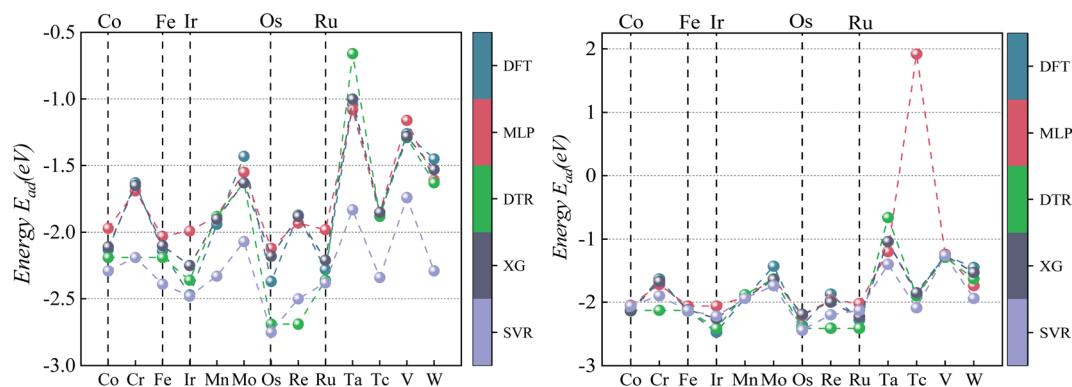 Co Fe Ir Os Ru
-0.5
-1.0
-1.5
-2.0
-2.5
-3.0
Energy E_ad(eV)
Co Cr Fe Ir Mn Mo Os Re Ru Ta Tc V W
DFT
MLP
DTR
XG
SVR
Co Fe Ir Os Ru
2
1
0
-1
-2
-3
Energy E_ad(eV)
Co Cr Fe Ir Mn Mo Os Re Ru Ta Tc V W
DFT
MLP
DTR
XG
SVR